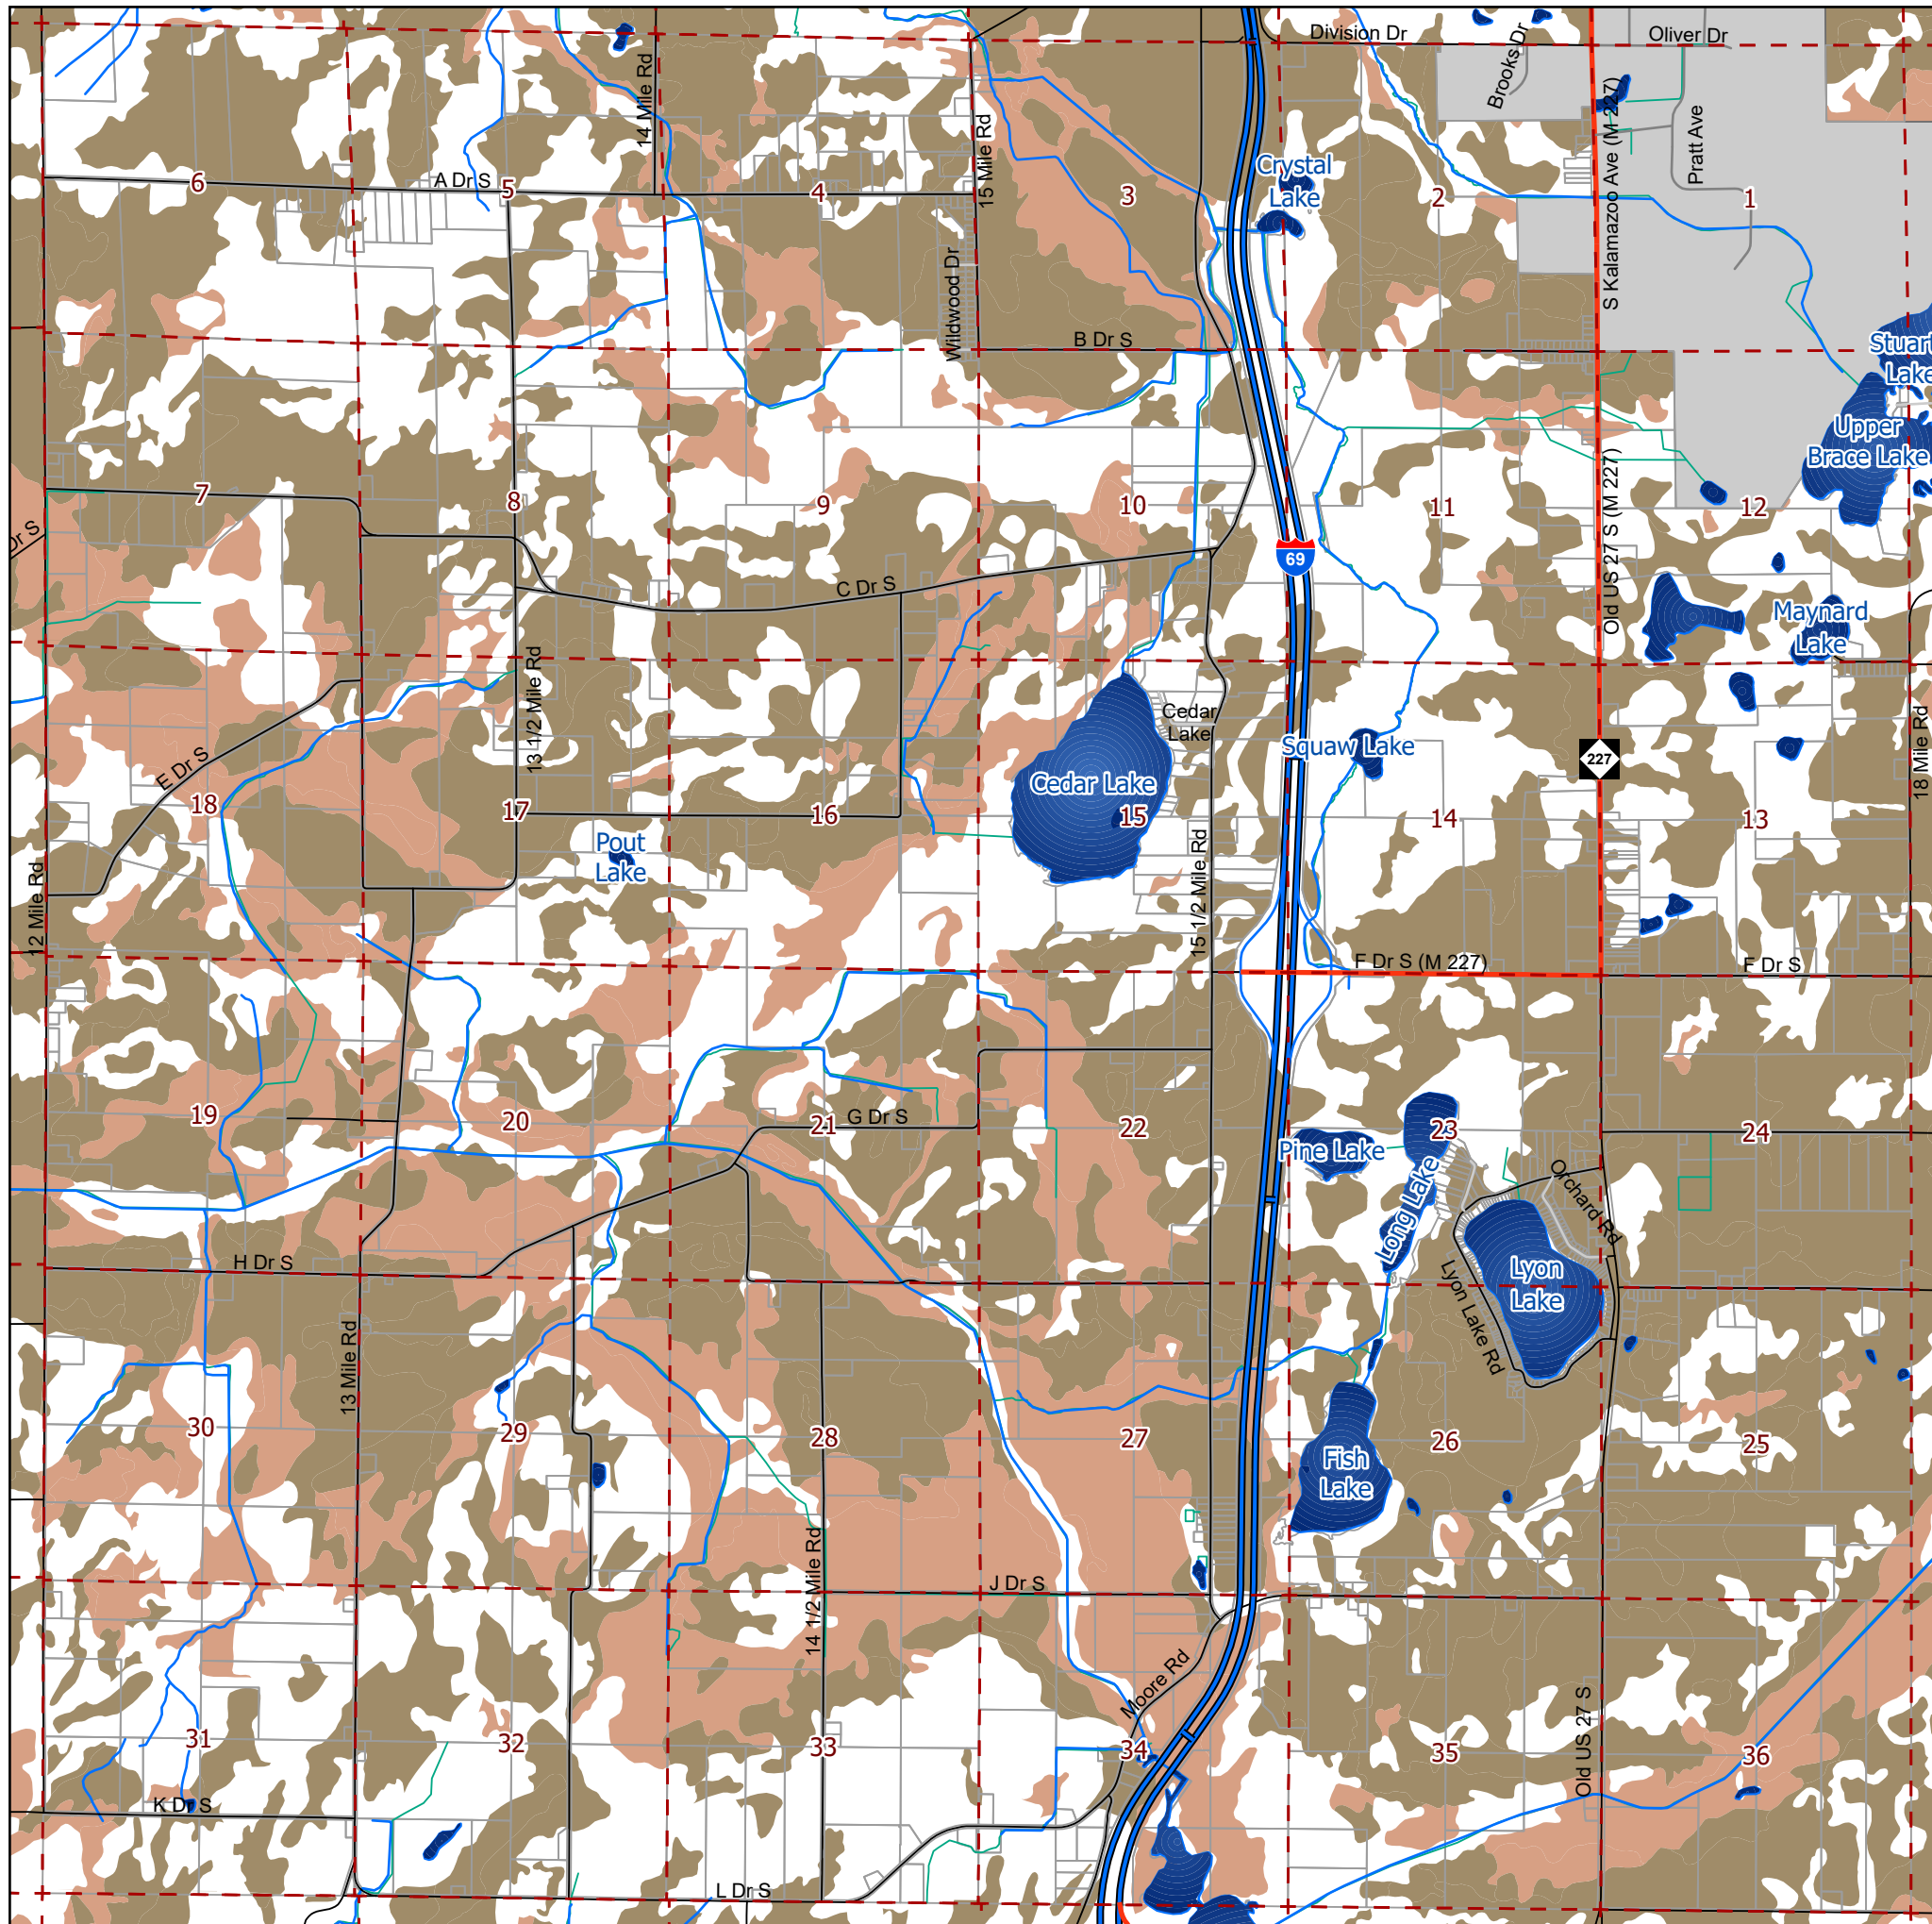 Division Dr
Oliver Dr
Brooks Dr
14 Mile Rd
15 Mile Rd
S Kalamazoo Ave (M 227)
Pratt Ave
Crystal
Lake
6
A Dr S
5
4
3
2
1
Wildwood Dr
B Dr S
Stuart
Lake
Upper
Brace Lake
7
8
9
10
11
12
Dr S
69
C Dr S
Old US 27 S (M 227)
Maynard
Lake
13 1/2 Mile Rd
Cedar
Lake
Squaw Lake
227
18 Mile Rd
E Dr S
Cedar Lake
18
17
16
15
14
13
Pout
Lake
12 Mile Rd
15 1/2 Mile Rd
F Dr S (M 227)
F Dr S
19
20
21
G Dr S
22
23
24
Pine Lake
Long Lake
Orchard Rd
H Dr S
Lyon
Lake
Lyon Lake Rd
13 Mile Rd
30
29
28
27
26
25
Fish
Lake
14 1/2 Mile Rd
J Dr S
Moore Rd
Old US 27 S
31
32
33
34
35
36
K Dr S
L Dr S